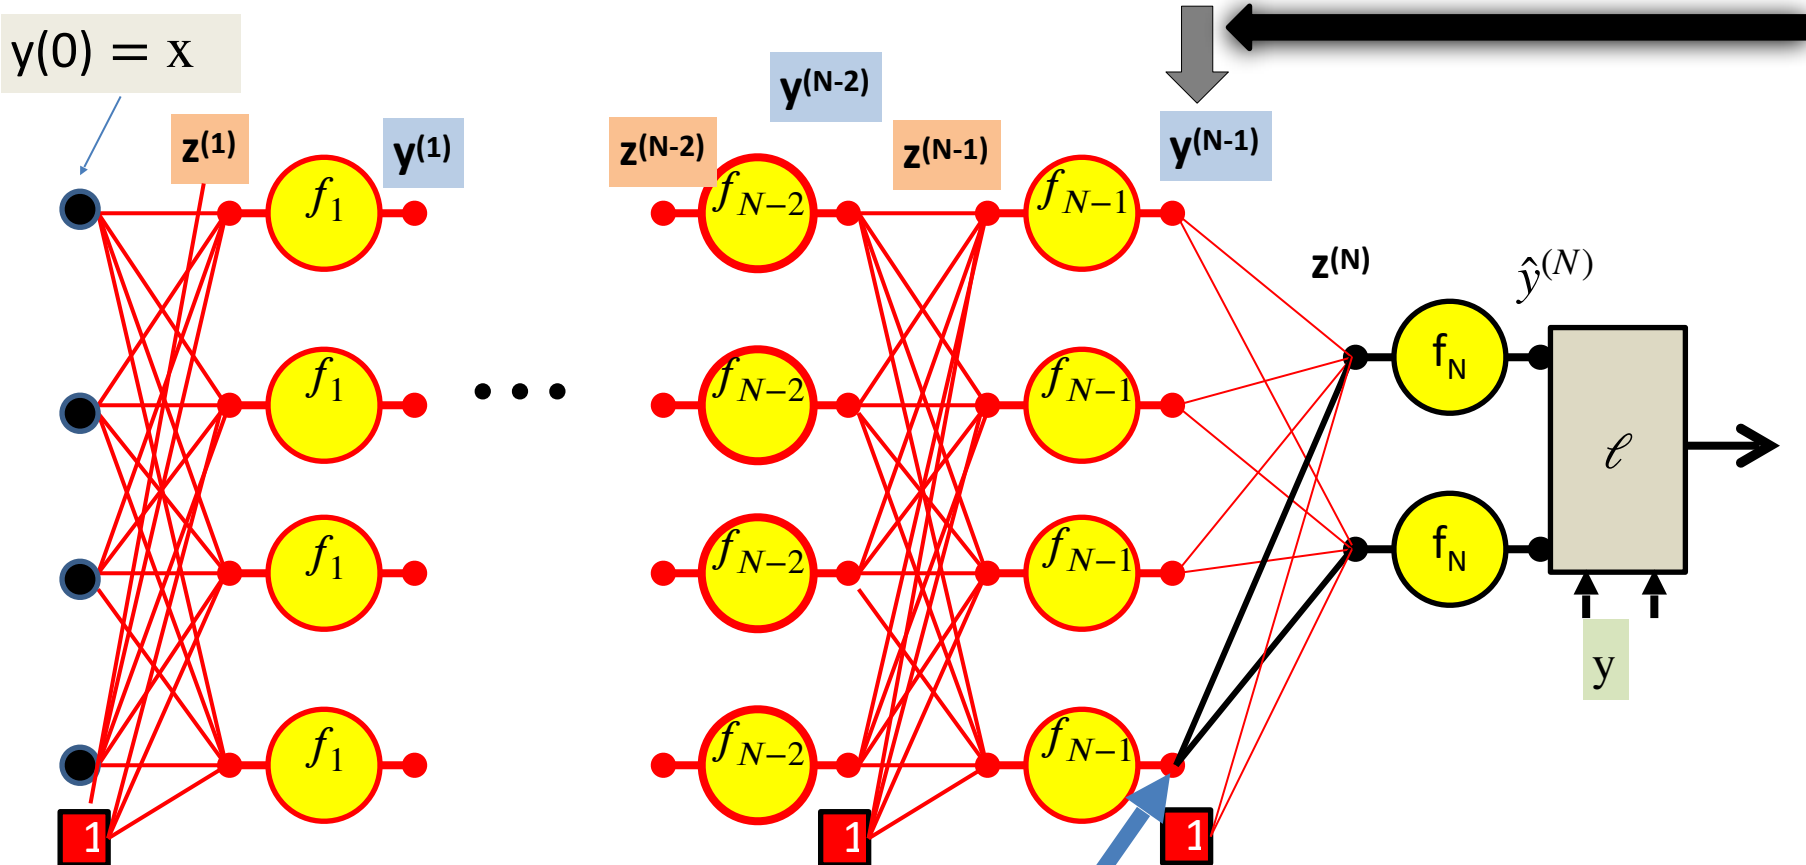 y(0) = x
z(1)
y(1)
z(N-2)
y(N-2)
z(N-1)
y(N-1)
z(N)
ŷ(N)
f1
fN−2
fN−1
f1
fN−2
fN−1
fN
• • •
ℓ
f1
fN−2
fN−1
fN
y
f1
fN−2
fN−1
1
1
1